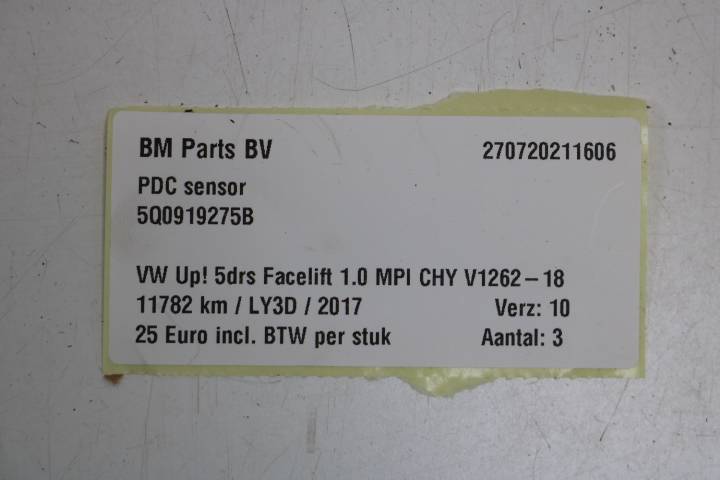 BM Parts BV 270720211606
PDC sensor
5Q0919275B
VW Up! 5drs Facelift 1.0 MPI CHY V1262-18
11782 km / LY3D / 2017 Verz: 10
25 Euro incl. BTW per stuk Aantal: 3